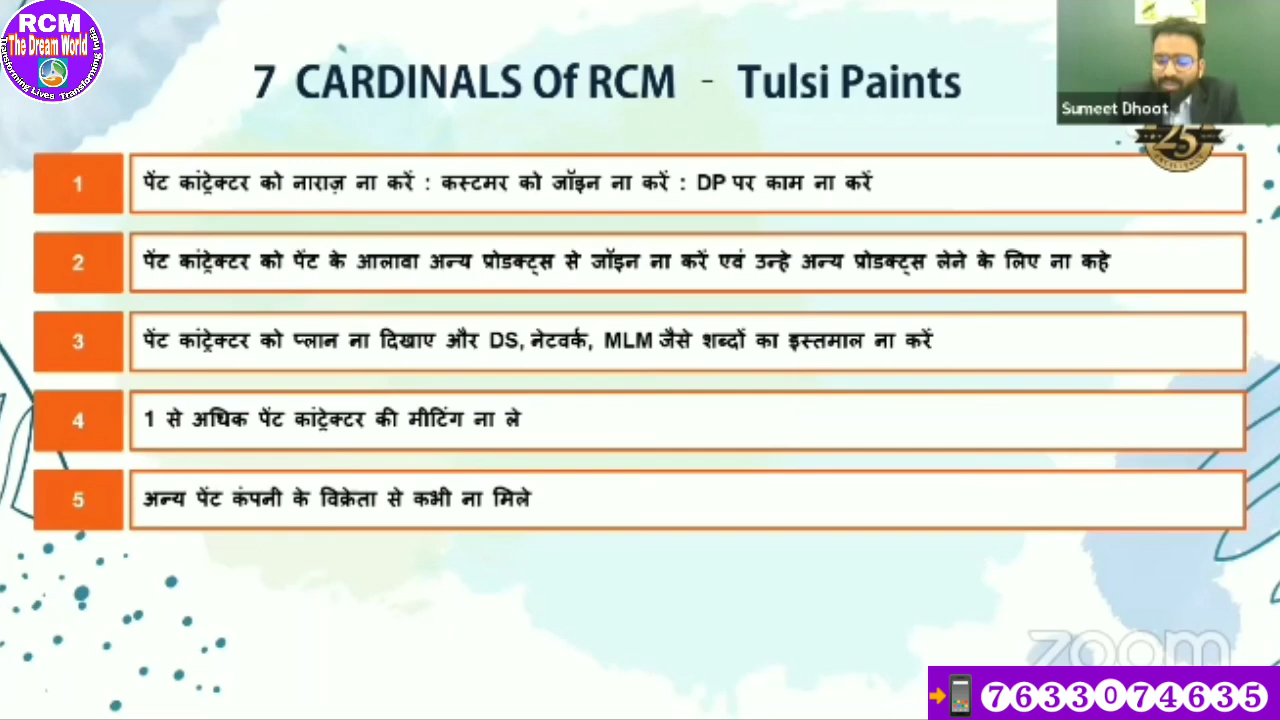 RCM
The Dream World
Transforming Lives Transforming India
7 CARDINALS Of RCM - Tulsi Paints
Sumeet Dhoot
25
EXCELLENCE
1 पेंट कांट्रेक्टर को नाराज़ ना करें : कस्टमर को जॉइन ना करें : DP पर काम ना करें
2 पेंट कांट्रेक्टर को पेंट के आलावा अन्य प्रोडक्ट्स से जॉइन ना करें एवं उन्हे अन्य प्रोडक्ट्स लेने के लिए ना कहे
3 पेंट कांट्रेक्टर को प्लान ना दिखाए और DS, नेटवर्क, MLM जैसे शब्दों का इस्तमाल ना करें
4 1 से अधिक पेंट कांट्रेक्टर की मीटिंग ना ले
5 अन्य पेंट कंपनी के विक्रेता से कभी ना मिले
zoom
7633074635